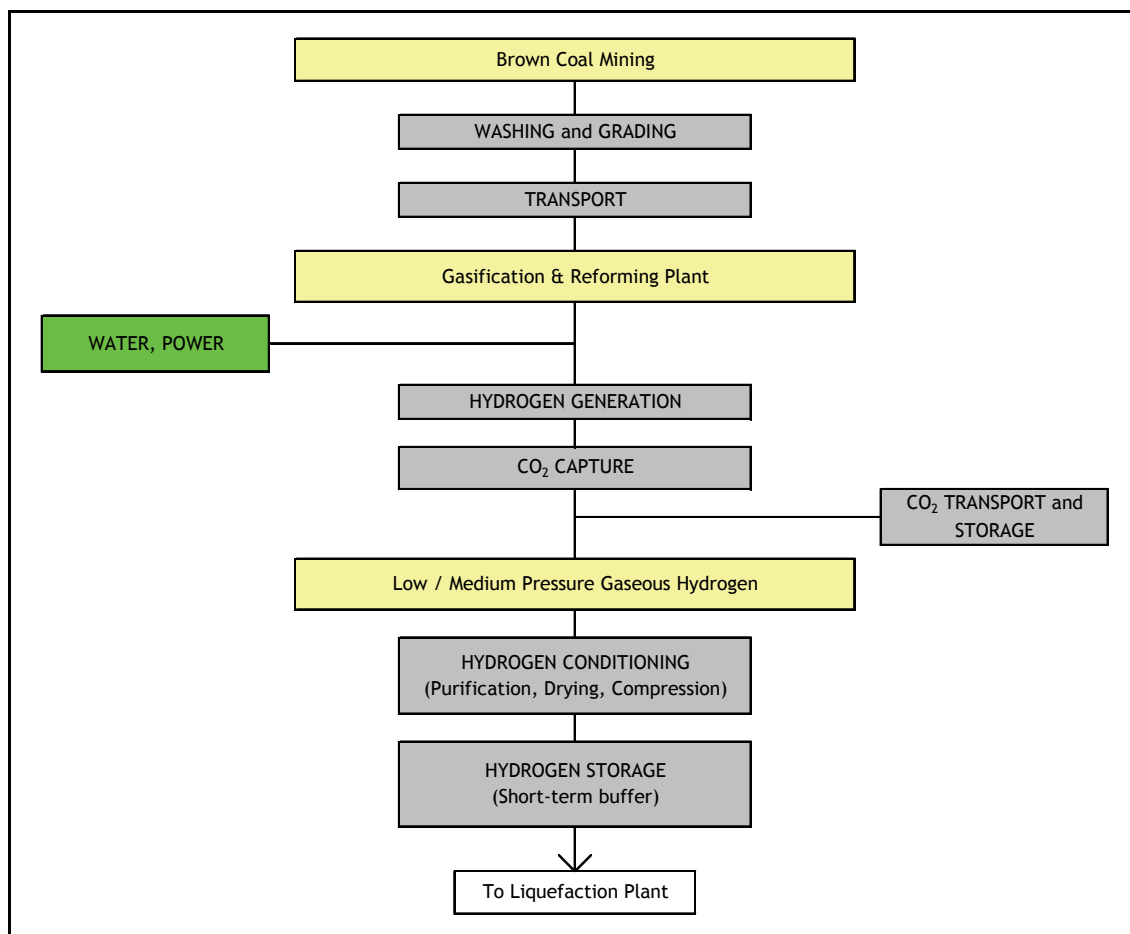 Brown Coal Mining
WASHING and GRADING
TRANSPORT
Gasification & Reforming Plant
WATER, POWER
HYDROGEN GENERATION
CO₂ CAPTURE
CO₂ TRANSPORT and
STORAGE
Low / Medium Pressure Gaseous Hydrogen
HYDROGEN CONDITIONING
(Purification, Drying, Compression)
HYDROGEN STORAGE
(Short-term buffer)
To Liquefaction Plant